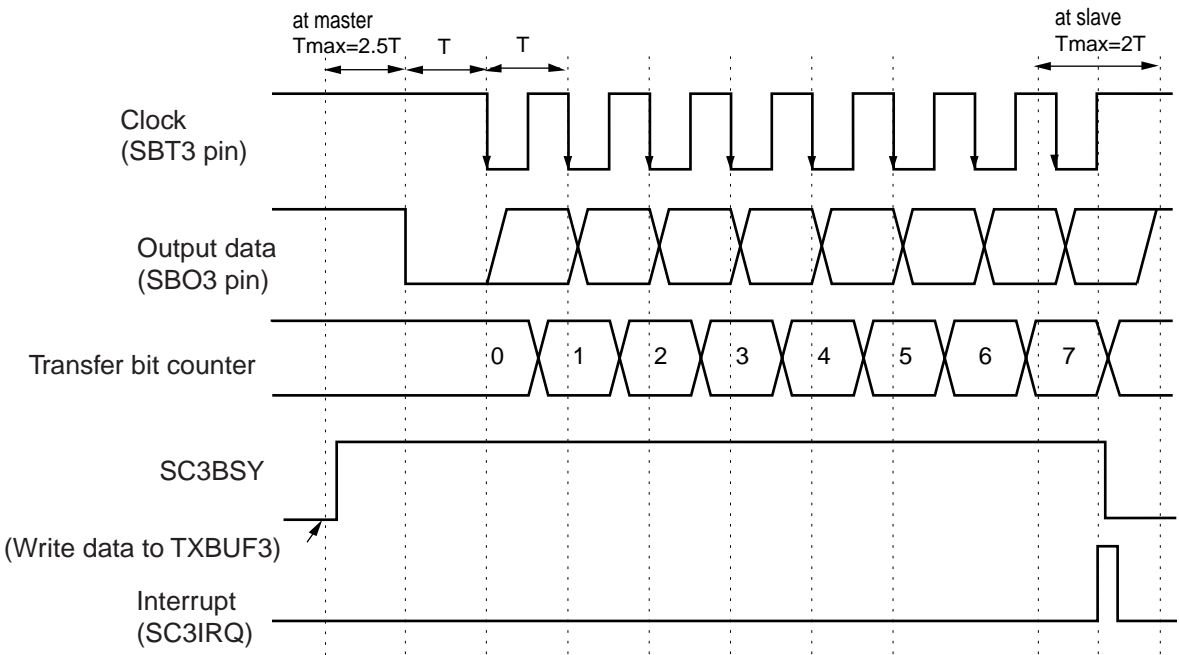 at master
Tmax=2.5T
T
T
at slave
Tmax=2T
Clock
(SBT3 pin)
Output data
(SBO3 pin)
Transfer bit counter
0 1 2 3 4 5 6 7
SC3BSY
(Write data to TXBUF3)
Interrupt
(SC3IRQ)